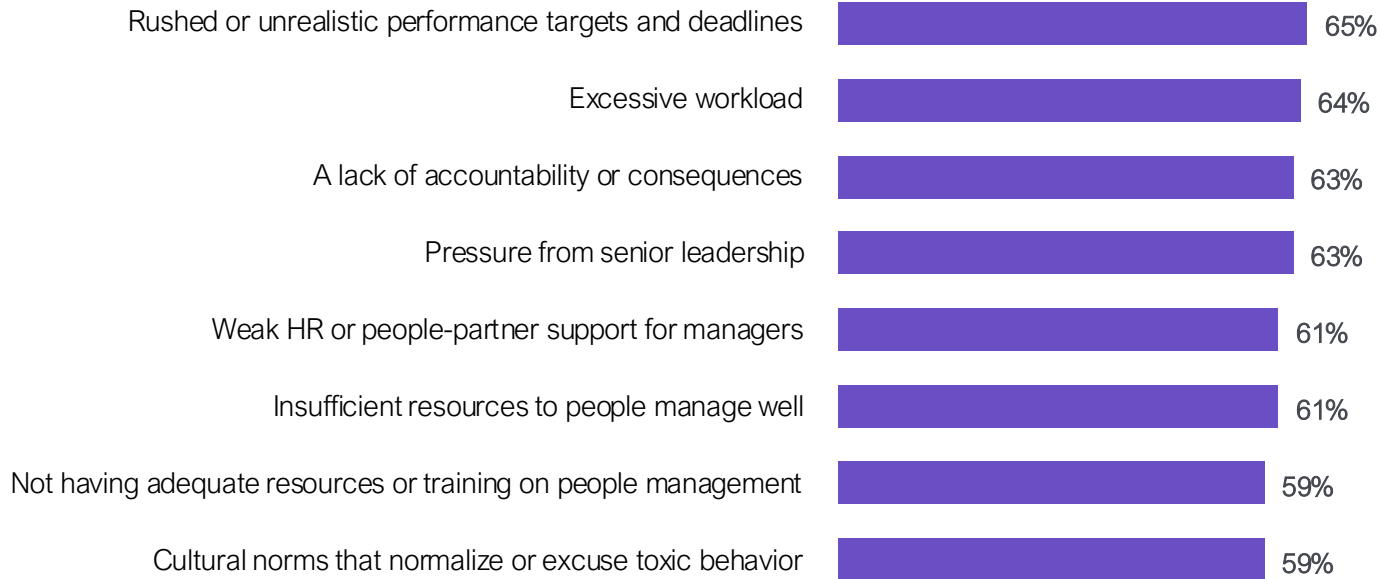 Rushed or unrealistic performance targets and deadlines 65%
Excessive workload 64%
A lack of accountability or consequences 63%
Pressure from senior leadership 63%
Weak HR or people-partner support for managers 61%
Insufficient resources to people manage well 61%
Not having adequate resources or training on people management 59%
Cultural norms that normalize or excuse toxic behavior 59%